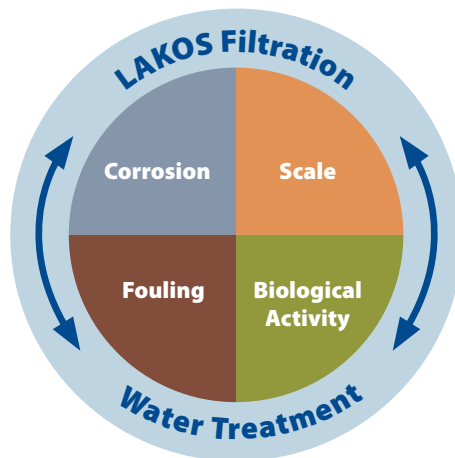 LAKOS Filtration
Corrosion
Scale
Fouling
Biological
Activity
Water Treatment